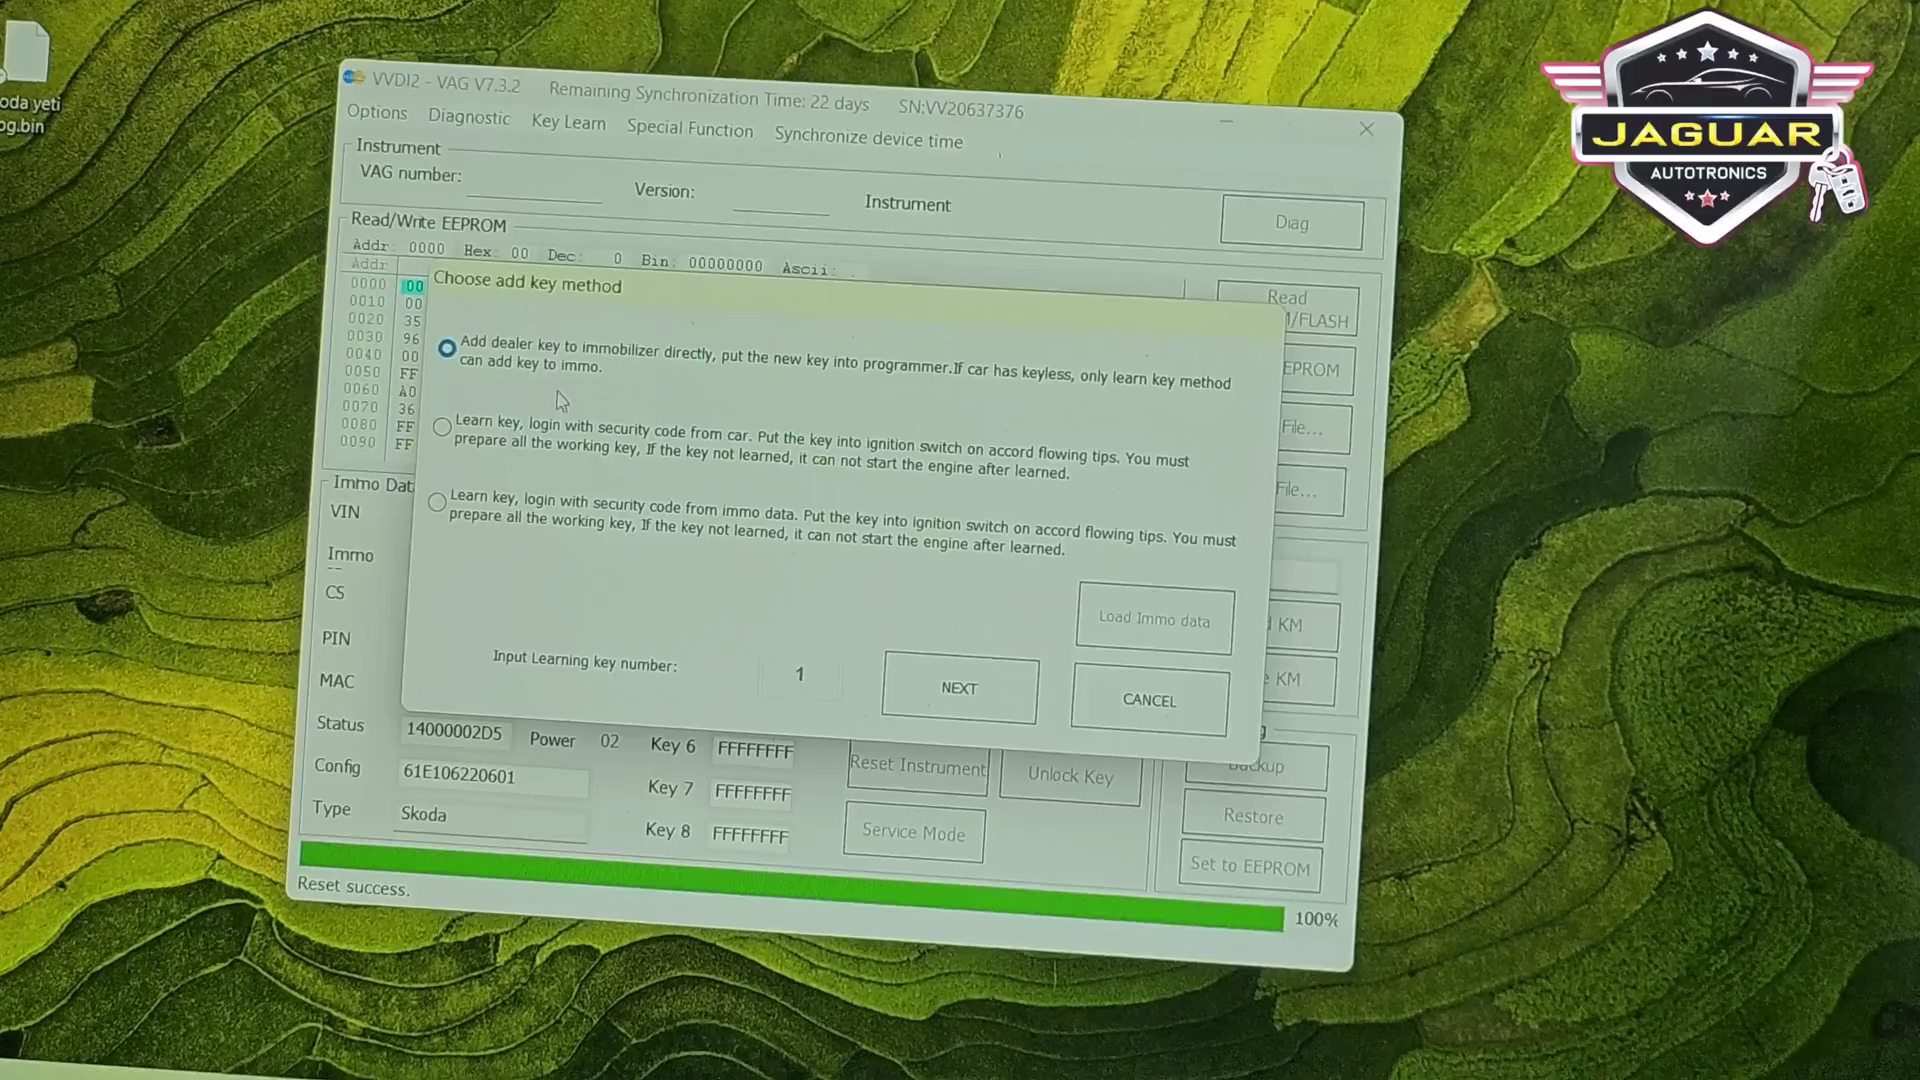 oda yeti
og.bin
VVDI2 - VAG V7.3.2
Remaining Synchronization Time: 22 days
SN:VV20637376
Options
Diagnostic
Key Learn
Special Function
Synchronize device time
Instrument
VAG number:
Version:
Instrument
Diag
Read/Write EEPROM
Addr: 0000 Hex: 00 Dec: 0 Bin: 00000000 Ascii: .
Addr
0000 00
0010 00
0020 35
0030 96
0040 00
0050 FF
0060 A0
0070 36
0080 FF
0090 FF
Read
M/FLASH
EPROM
File...
File...
Choose add key method
Add dealer key to immobilizer directly, put the new key into programmer.If car has keyless, only learn key method
can add key to immo.
Learn key, login with security code from car. Put the key into ignition switch on accord flowing tips. You must
prepare all the working key, If the key not learned, it can not start the engine after learned.
Learn key, login with security code from immo data. Put the key into ignition switch on accord flowing tips. You must
prepare all the working key, If the key not learned, it can not start the engine after learned.
Load Immo data
Input Learning key number:
1
NEXT
CANCEL
Immo Dat
VIN
Immo
CS
PIN
MAC
KM
KM
Status
14000002D5
Power
02
Key 6
FFFFFFFF
Config
61E106220601
Key 7
FFFFFFFF
Type
Skoda
Key 8
FFFFFFFF
Reset Instrument
Unlock Key
Service Mode
Backup
Restore
Set to EEPROM
Reset success.
100%
JAGUAR
AUTOTRONICS